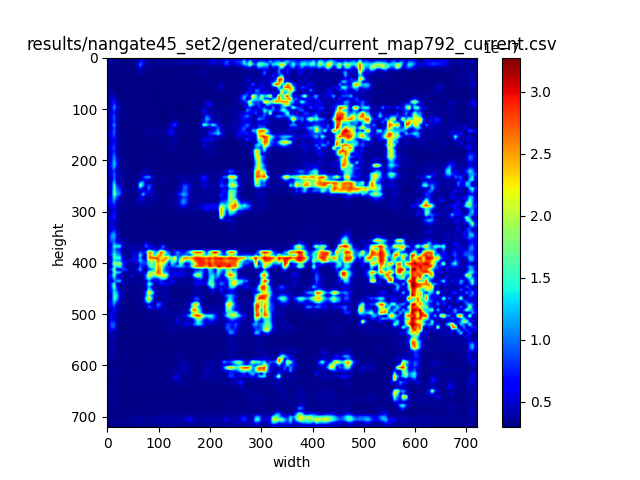 results/nangate45_set2/generated/current_map792_current.csv
1e−7
0
100
200
300
400
500
600
700
height
0 100 200 300 400 500 600 700
width
3.0
2.5
2.0
1.5
1.0
0.5